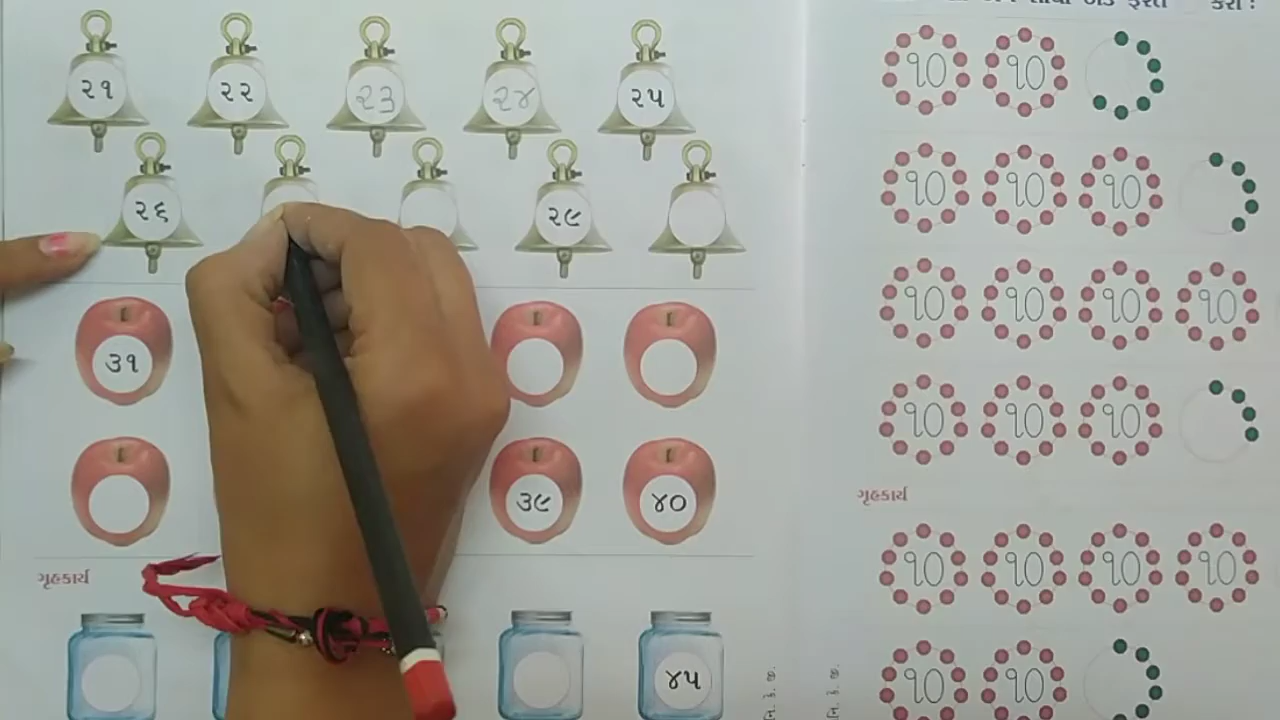 ૨૧ ૨૨ ૨૩ ૨૪ ૨૫
૨૬ ૨૯
૩૧
૩૯ ૪૦
ગૃહકાર્ય
૪૫
કરો :
૧૦ ૧૦
૧૦ ૧૦ ૧૦
૧૦ ૧૦ ૧૦ ૧૦
૧૦ ૧૦ ૧૦
ગૃહકાર્ય
૧૦ ૧૦ ૧૦ ૧૦
૧૦ ૧૦